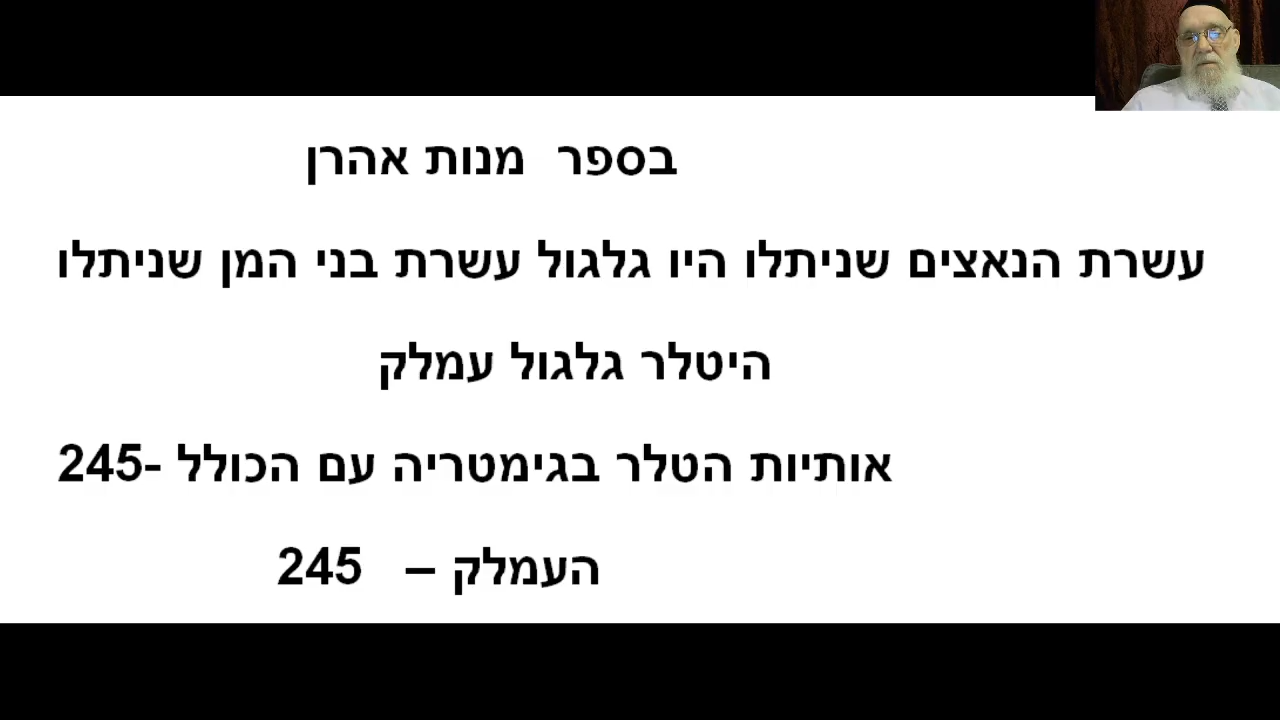 בספר מנות אהרן
עשרת הנאצים שניתלו היו גלגול עשרת בני המן שניתלו
היטלר גלגול עמלק
אותיות הטלר בגימטריה עם הכולל -245
העמלק – 245